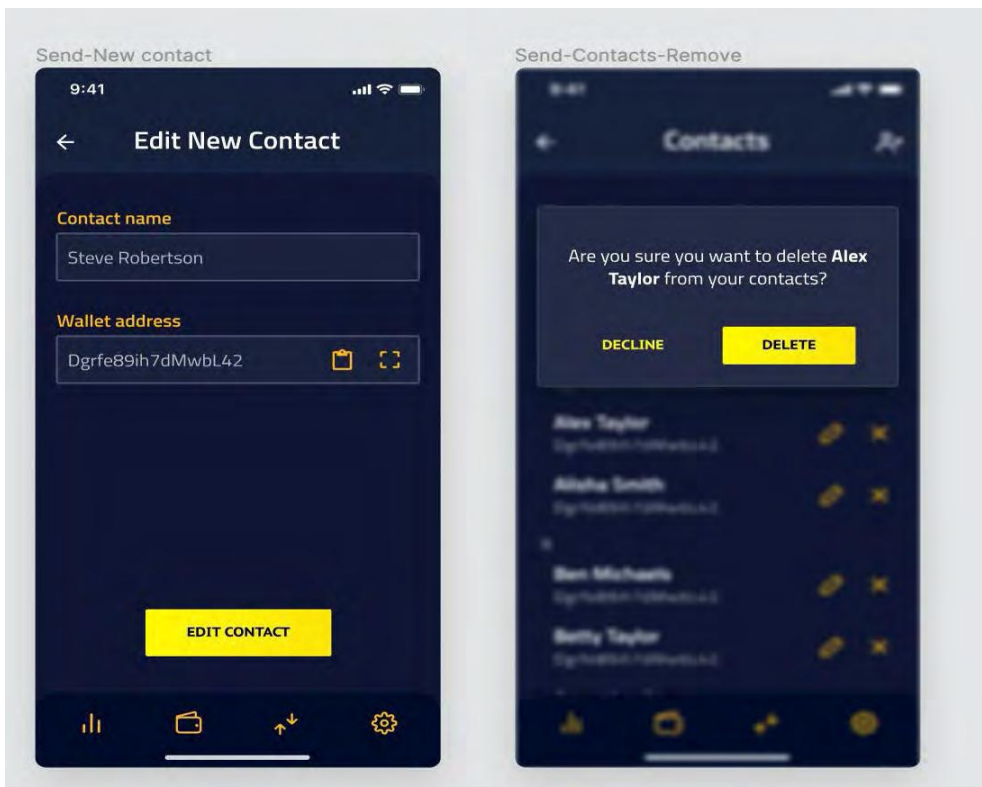 Send-New contact
9:41
Edit New Contact
Contact name
Steve Robertson
Wallet address
Dgrfe89ih7dMwbL42
EDIT CONTACT
Send-Contacts-Remove
9:41
Contacts
Are you sure you want to delete Alex
Taylor from your contacts?
DECLINE
DELETE
Alex Taylor
Alisha Smith
Ben Michaels
Betty Taylor